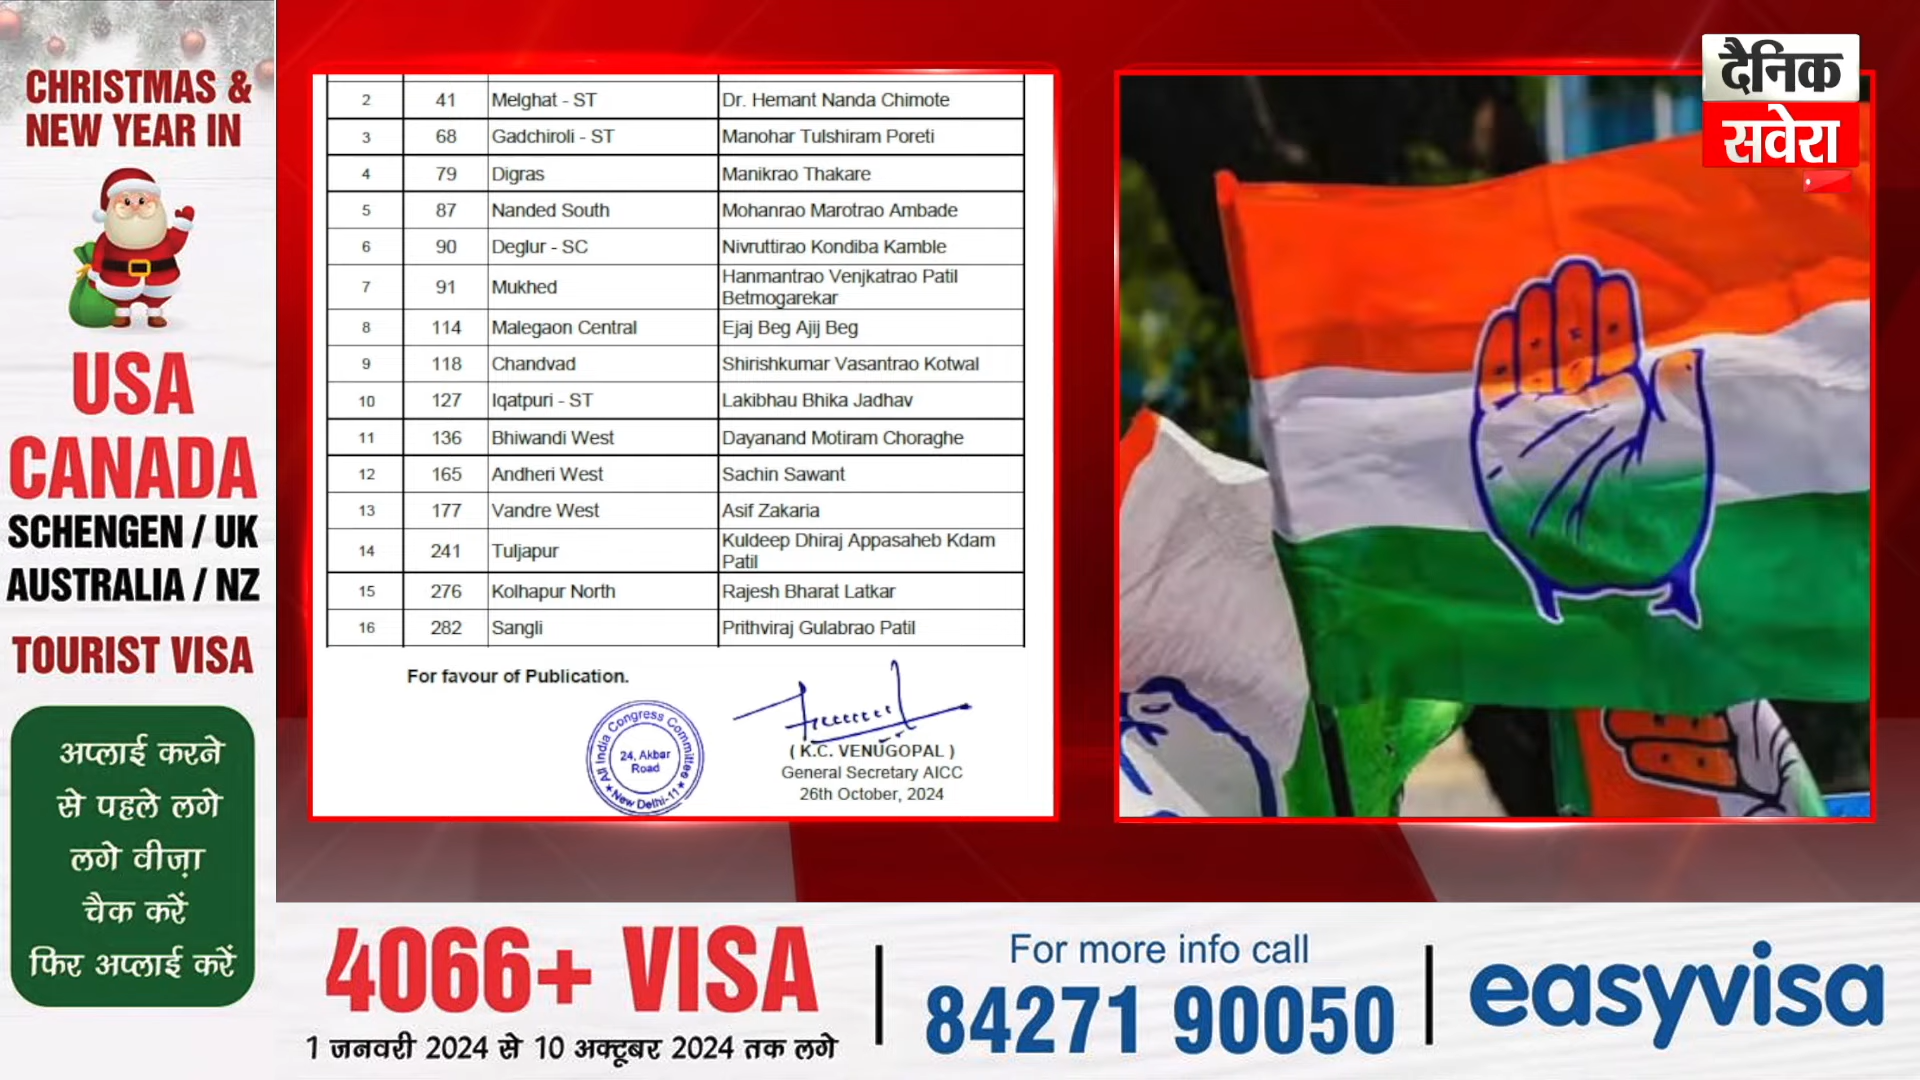 CHRISTMAS &
NEW YEAR IN
USA
CANADA
SCHENGEN / UK
AUSTRALIA / NZ
TOURIST VISA
अप्लाई करने
से पहले लगे
लगे वीज़ा
चैक करें
फिर अप्लाई करें
2 41 Melghat - ST Dr. Hemant Nanda Chimote
3 68 Gadchiroli - ST Manohar Tulshiram Poreti
4 79 Digras Manikrao Thakare
5 87 Nanded South Mohanrao Marotrao Ambade
6 90 Deglur - SC Nivruttirao Kondiba Kamble
7 91 Mukhed Hanmantrao Venjkatrao Patil
Betmogarekar
8 114 Malegaon Central Ejaj Beg Ajij Beg
9 118 Chandvad Shirishkumar Vasantrao Kotwal
10 127 Iqatpuri - ST Lakibhau Bhika Jadhav
11 136 Bhiwandi West Dayanand Motiram Choraghe
12 165 Andheri West Sachin Sawant
13 177 Vandre West Asif Zakaria
14 241 Tuljapur Kuldeep Dhiraj Appasaheb Kdam
Patil
15 276 Kolhapur North Rajesh Bharat Latkar
16 282 Sangli Prithviraj Gulabrao Patil
For favour of Publication.
All India Congress Committee
24, Akbar
Road
New Delhi-11
( K.C. VENUGOPAL )
General Secretary AICC
26th October, 2024
दैनिक
सवेरा
4066+ VISA
1 जनवरी 2024 से 10 अक्टूबर 2024 तक लगे
For more info call
84271 90050
easyvisa